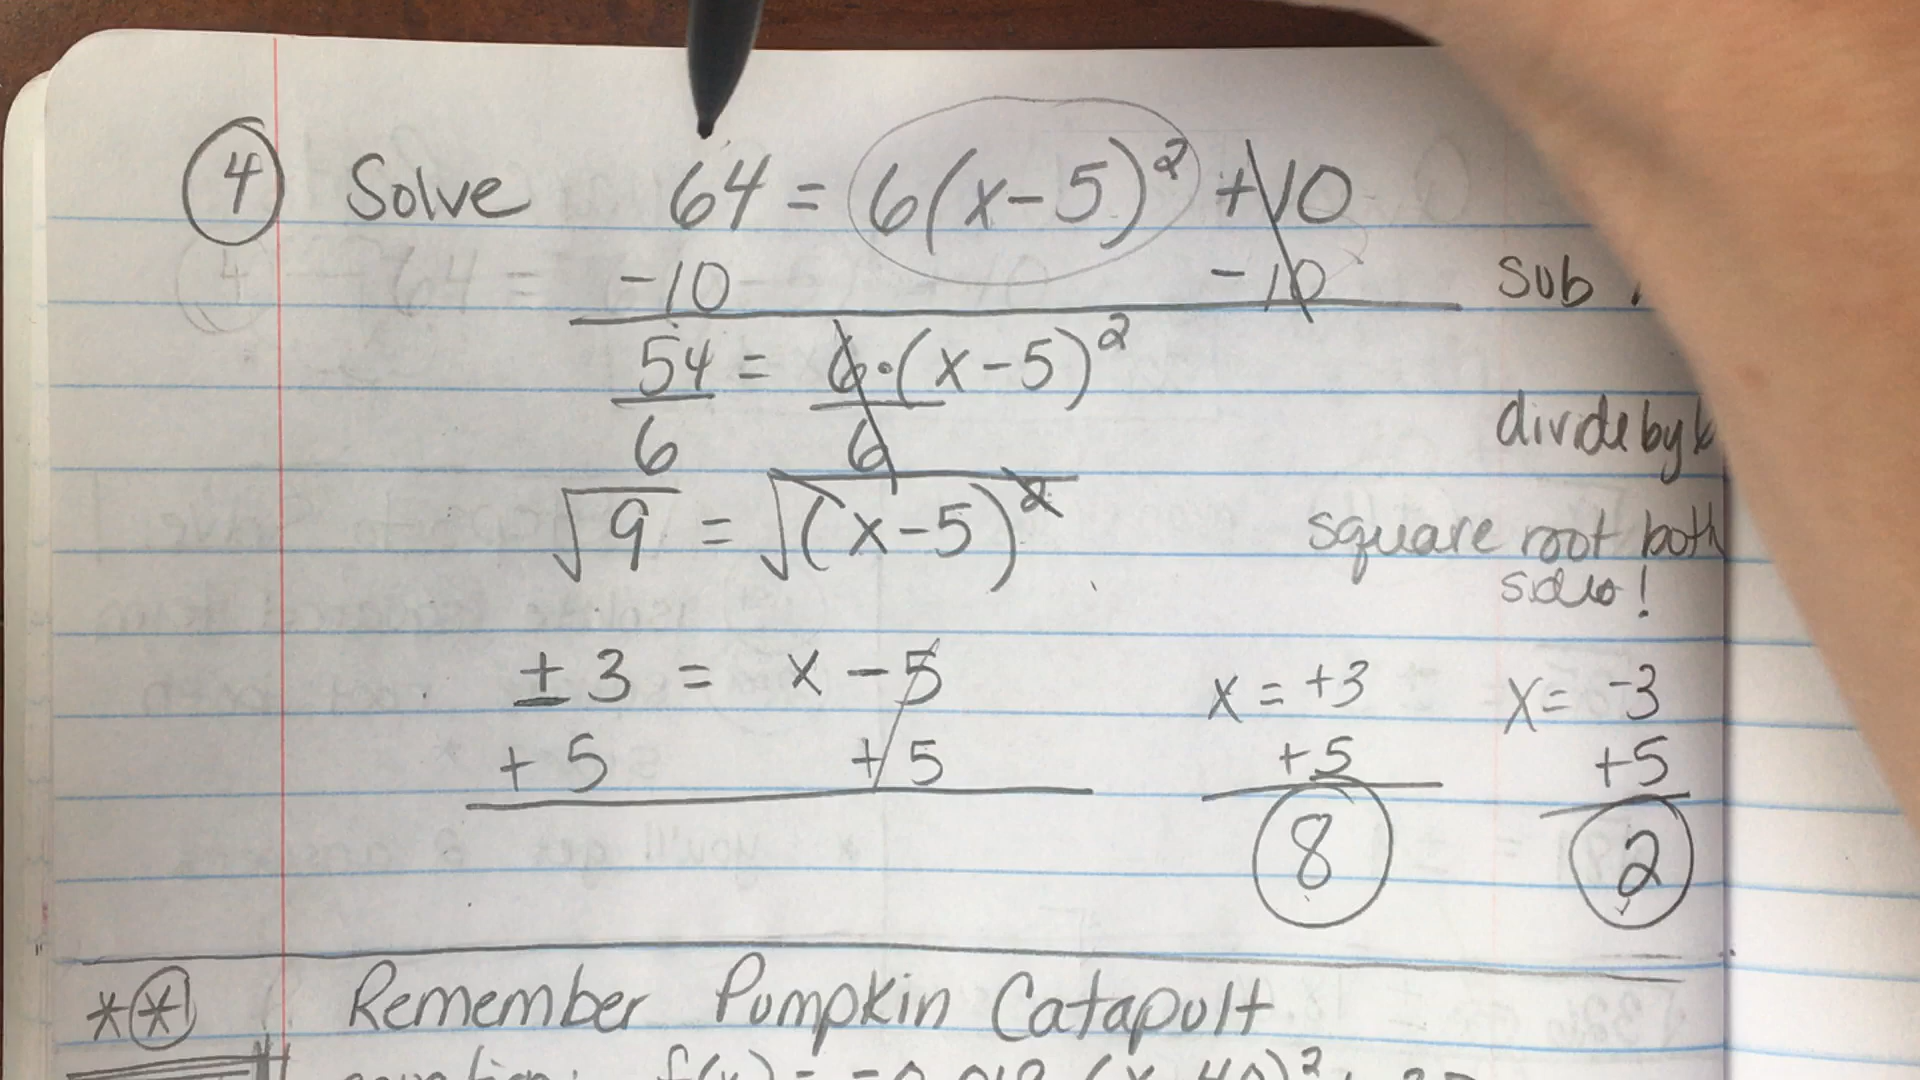 4 Solve 64 = 6(x-5)² +10
-10 -10 sub
54 = 6·(x-5)²
6 6 divide by
√9 = √(x-5)² square root both
sides!
± 3 = x - 5 x = +3 x = -3
+ 5 + 5 +5 +5
8 2
** Remember Pumpkin Catapult
equation: f(x) =